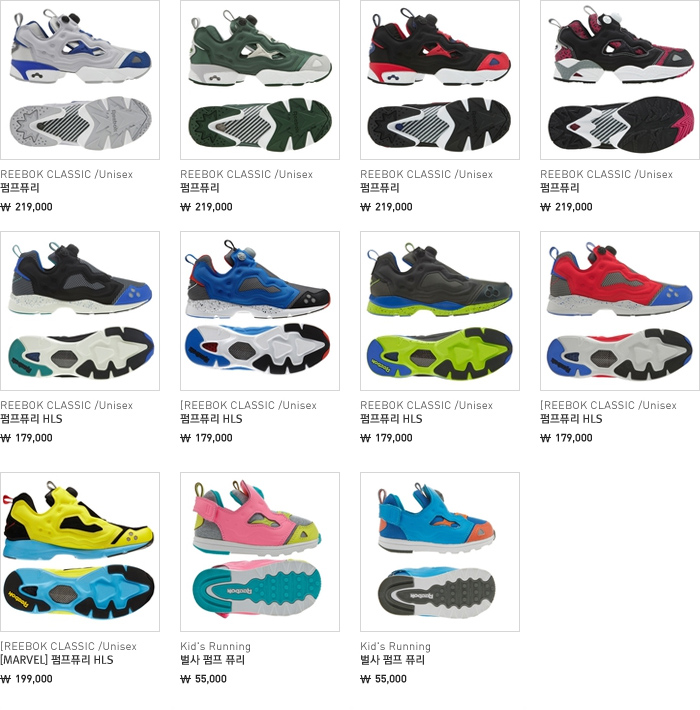 REEBOK CLASSIC /Unisex
펌프퓨리
₩ 219,000
REEBOK CLASSIC /Unisex
펌프퓨리
₩ 219,000
REEBOK CLASSIC /Unisex
펌프퓨리
₩ 219,000
REEBOK CLASSIC /Unisex
펌프퓨리
₩ 219,000
REEBOK CLASSIC /Unisex
펌프퓨리 HLS
₩ 179,000
[REEBOK CLASSIC /Unisex
펌프퓨리 HLS
₩ 179,000
REEBOK CLASSIC /Unisex
펌프퓨리 HLS
₩ 179,000
[REEBOK CLASSIC /Unisex
펌프퓨리 HLS
₩ 179,000
[REEBOK CLASSIC /Unisex
[MARVEL] 펌프퓨리 HLS
₩ 199,000
Kid's Running
벌사 펌프 퓨리
₩ 55,000
Kid's Running
벌사 펌프 퓨리
₩ 55,000